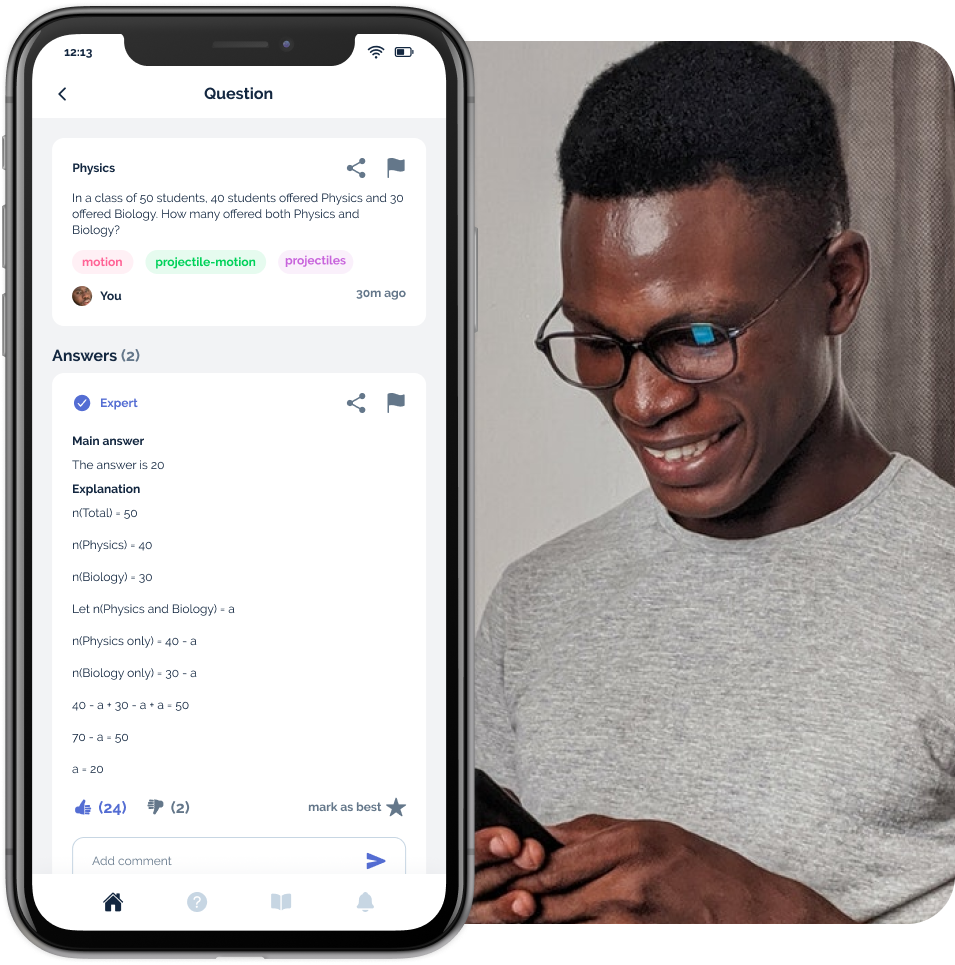 12:13
Question
Physics
In a class of 50 students, 40 students offered Physics and 30
offered Biology. How many offered both Physics and
Biology?
motion projectile-motion projectiles
You 30m ago
Answers (2)
Expert
Main answer
The answer is 20
Explanation
n(Total) = 50
n(Physics) = 40
n(Biology) = 30
Let n(Physics and Biology) = a
n(Physics only) = 40 - a
n(Biology only) = 30 - a
40 - a + 30 - a + a = 50
70 - a = 50
a = 20
(24) (2) mark as best
Add comment